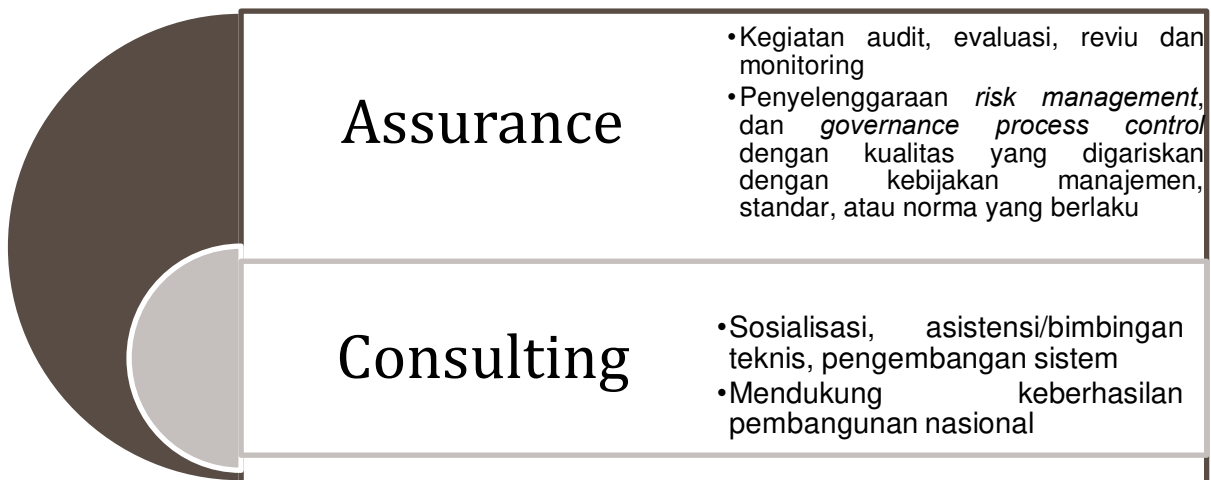 Assurance
•Kegiatan audit, evaluasi, reviu dan
monitoring
•Penyelenggaraan risk management,
dan governance process control
dengan kualitas yang digariskan
dengan kebijakan manajemen,
standar, atau norma yang berlaku
Consulting
•Sosialisasi, asistensi/bimbingan
teknis, pengembangan sistem
•Mendukung keberhasilan
pembangunan nasional